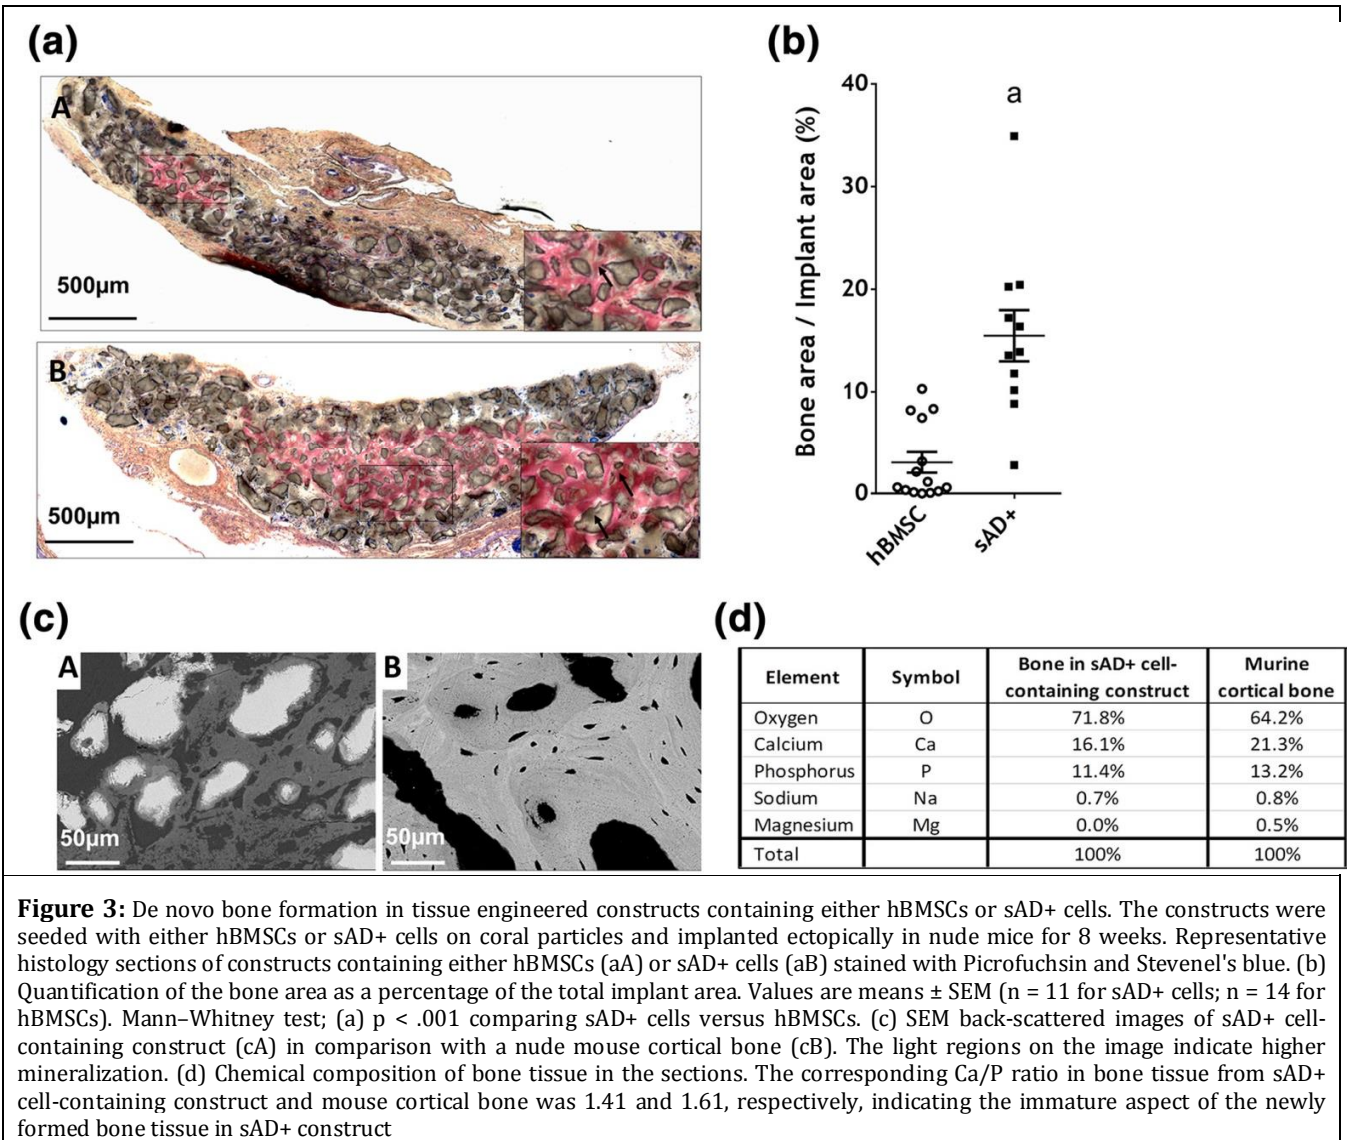 (a)
A
500µm
B
500µm
(b)
Bone area / Implant area (%)
40
30
20
10
0
a
hBMSC
sAD+
(c)
A
50µm
B
50µm
(d)
Element Symbol Bone in sAD+ cell-containing construct Murine cortical bone
Oxygen O 71.8% 64.2%
Calcium Ca 16.1% 21.3%
Phosphorus P 11.4% 13.2%
Sodium Na 0.7% 0.8%
Magnesium Mg 0.0% 0.5%
Total 100% 100%
Figure 3: De novo bone formation in tissue engineered constructs containing either hBMSCs or sAD+ cells. The constructs were
seeded with either hBMSCs or sAD+ cells on coral particles and implanted ectopically in nude mice for 8 weeks. Representative
histology sections of constructs containing either hBMSCs (aA) or sAD+ cells (aB) stained with Picrofuchsin and Stevenel's blue. (b)
Quantification of the bone area as a percentage of the total implant area. Values are means ± SEM (n = 11 for sAD+ cells; n = 14 for
hBMSCs). Mann–Whitney test; (a) p < .001 comparing sAD+ cells versus hBMSCs. (c) SEM back-scattered images of sAD+ cell-
containing construct (cA) in comparison with a nude mouse cortical bone (cB). The light regions on the image indicate higher
mineralization. (d) Chemical composition of bone tissue in the sections. The corresponding Ca/P ratio in bone tissue from sAD+
cell-containing construct and mouse cortical bone was 1.41 and 1.61, respectively, indicating the immature aspect of the newly
formed bone tissue in sAD+ construct